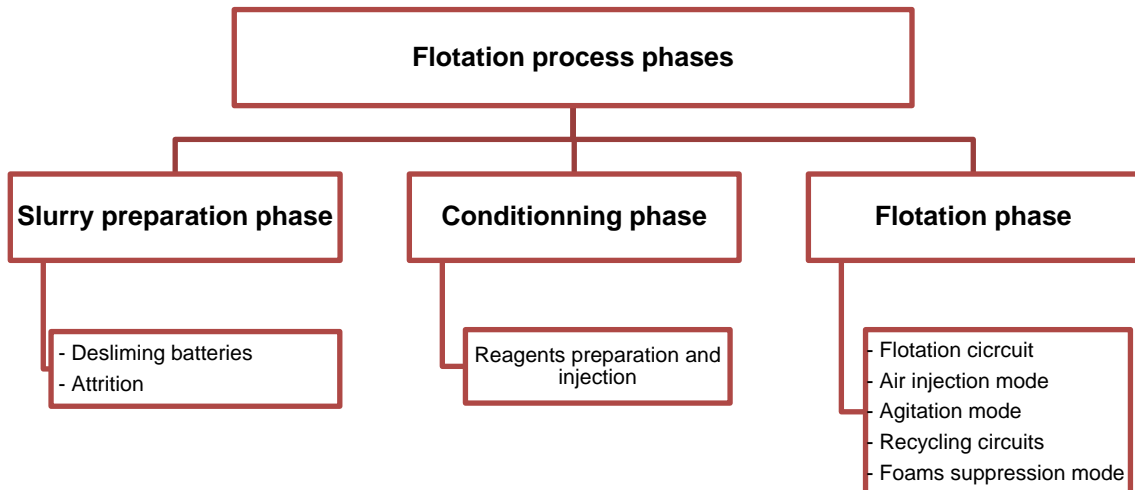 Flotation process phases
Slurry preparation phase
Conditionning phase
Flotation phase
- Desliming batteries
- Attrition
Reagents preparation and
injection
- Flotation cicrcuit
- Air injection mode
- Agitation mode
- Recycling circuits
- Foams suppression mode